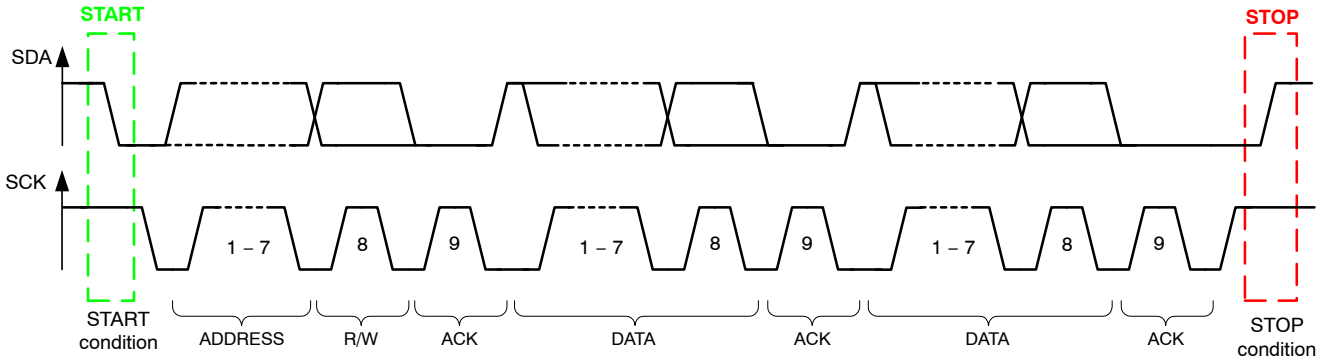 START
STOP
SDA
SCK
1 – 7
8
9
1 – 7
8
9
1 – 7
8
9
START
condition
ADDRESS
R/W
ACK
DATA
ACK
DATA
ACK
STOP
condition